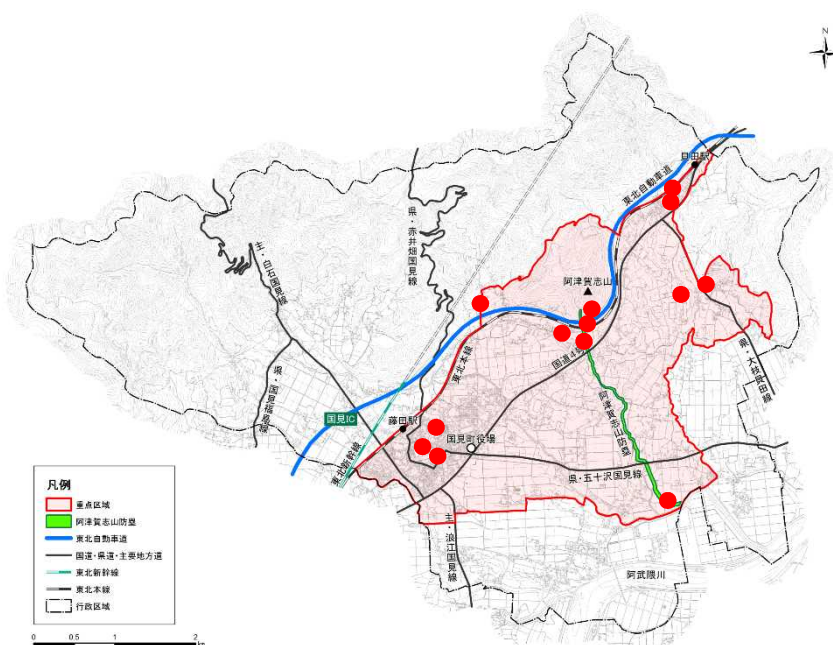 N
貝田駅
東北自動車道
県・赤井畑国見線
主・白石国見線
阿津賀志山
国道4号
東北本線
県・大枝貝田線
国見IC
藤田駅
国見町役場
阿津賀志山防塁
東北新幹線
県・五十沢国見線
主・浪江国見線
阿武隈川
凡例
重点区域
阿津賀志山防塁
東北自動車道
国道・県道・主要地方道
東北新幹線
東北本線
行政区域
0 0.5 1 2
km